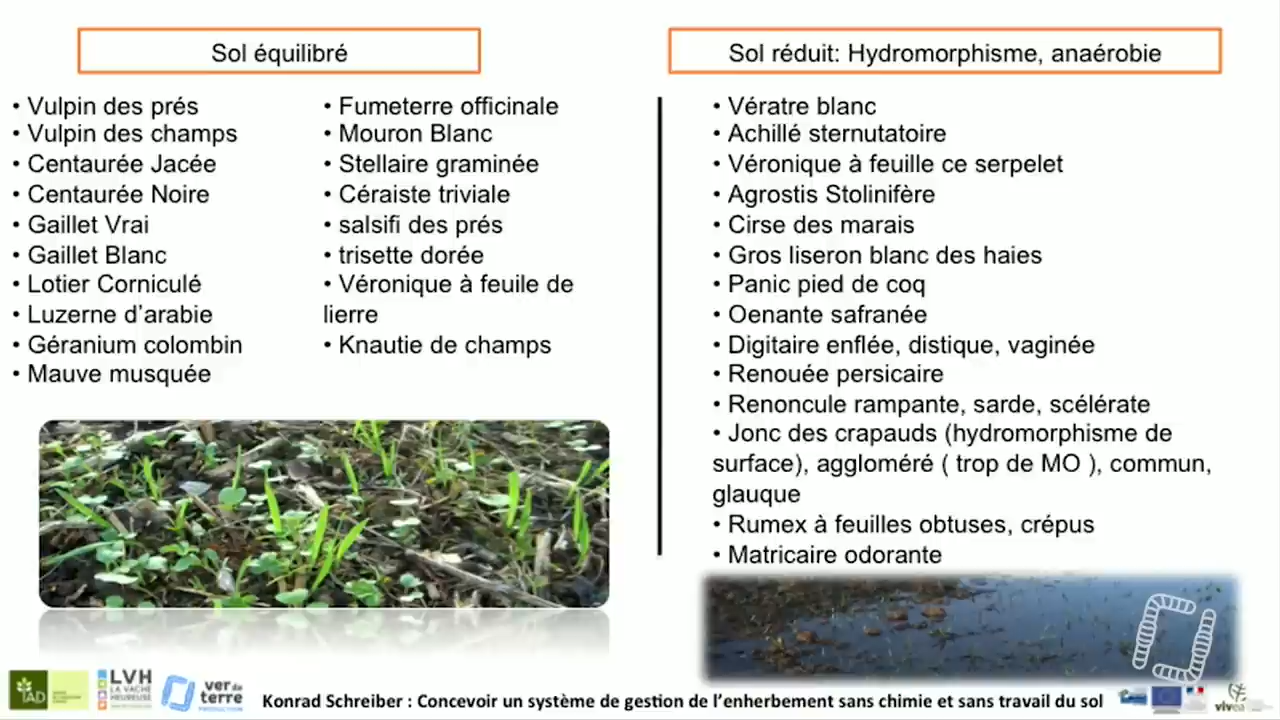 Sol équilibré
• Vulpin des prés
• Vulpin des champs
• Centaurée Jacée
• Centaurée Noire
• Gaillet Vrai
• Gaillet Blanc
• Lotier Corniculé
• Luzerne d’arabie
• Géranium colombin
• Mauve musquée
• Fumeterre officinale
• Mouron Blanc
• Stellaire graminée
• Céraiste triviale
• salsifi des prés
• trisette dorée
• Véronique à feuile de
lierre
• Knautie de champs
Sol réduit: Hydromorphisme, anaérobie
• Vératre blanc
• Achillé sternutatoire
• Véronique à feuille ce serpelet
• Agrostis Stolinifère
• Cirse des marais
• Gros liseron blanc des haies
• Panic pied de coq
• Oenante safranée
• Digitaire enflée, distique, vaginée
• Renouée persicaire
• Renoncule rampante, sarde, scélérate
• Jonc des crapauds (hydromorphisme de
surface), aggloméré ( trop de MO ), commun,
glauque
• Rumex à feuilles obtuses, crépus
• Matricaire odorante
IAD
LVH
LA VACHE
HEUREUSE
ver de
terre
PRODUCTION
Konrad Schreiber : Concevoir un système de gestion de l’enherbement sans chimie et sans travail du sol
vivea